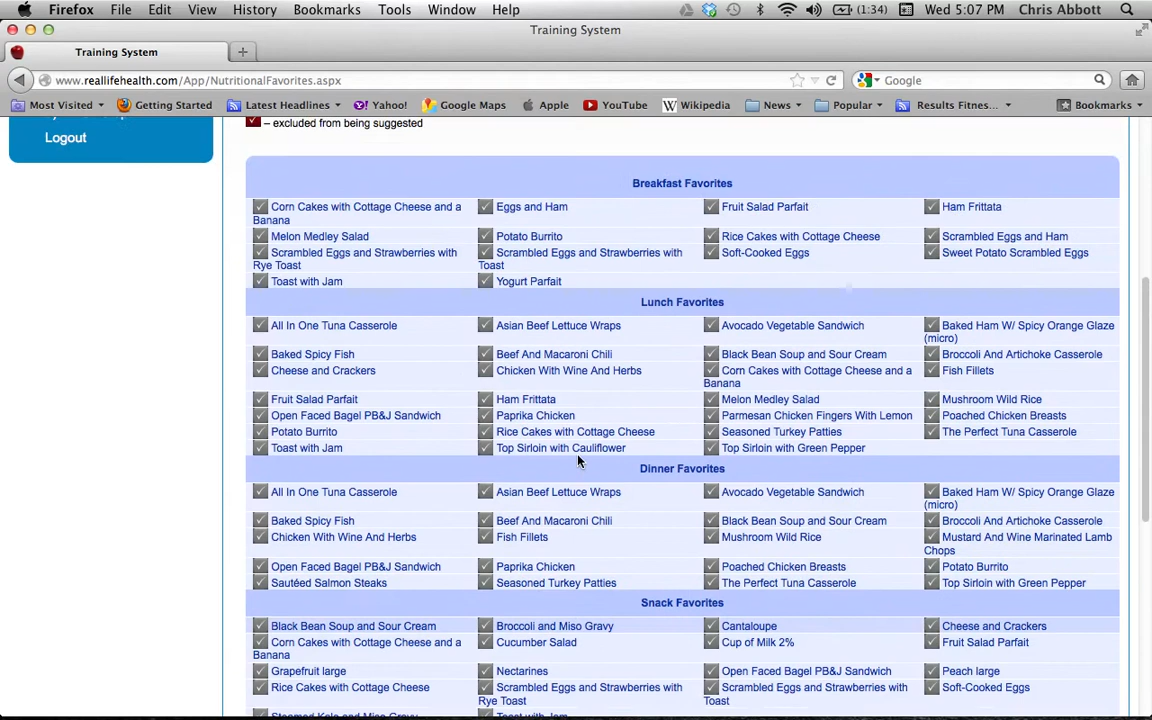 Firefox File Edit View History Bookmarks Tools Window Help (1:34) Wed 5:07 PM Chris Abbott
Training System
Training System
www.reallifehealth.com/App/NutritionalFavorites.aspx Google
Most Visited Getting Started Latest Headlines Yahoo! Google Maps Apple YouTube Wikipedia News Popular Results Fitnes... Bookmarks
Logout
– excluded from being suggested
Breakfast Favorites
Corn Cakes with Cottage Cheese and a Banana Eggs and Ham Fruit Salad Parfait Ham Frittata
Melon Medley Salad Potato Burrito Rice Cakes with Cottage Cheese Scrambled Eggs and Ham
Scrambled Eggs and Strawberries with Rye Toast Scrambled Eggs and Strawberries with Toast Soft-Cooked Eggs Sweet Potato Scrambled Eggs
Toast with Jam Yogurt Parfait
Lunch Favorites
All In One Tuna Casserole Asian Beef Lettuce Wraps Avocado Vegetable Sandwich Baked Ham W/ Spicy Orange Glaze (micro)
Baked Spicy Fish Beef And Macaroni Chili Black Bean Soup and Sour Cream Broccoli And Artichoke Casserole
Cheese and Crackers Chicken With Wine And Herbs Corn Cakes with Cottage Cheese and a Banana Fish Fillets
Fruit Salad Parfait Ham Frittata Melon Medley Salad Mushroom Wild Rice
Open Faced Bagel PB&J Sandwich Paprika Chicken Parmesan Chicken Fingers With Lemon Poached Chicken Breasts
Potato Burrito Rice Cakes with Cottage Cheese Seasoned Turkey Patties The Perfect Tuna Casserole
Toast with Jam Top Sirloin with Cauliflower Top Sirloin with Green Pepper
Dinner Favorites
All In One Tuna Casserole Asian Beef Lettuce Wraps Avocado Vegetable Sandwich Baked Ham W/ Spicy Orange Glaze (micro)
Baked Spicy Fish Beef And Macaroni Chili Black Bean Soup and Sour Cream Broccoli And Artichoke Casserole
Chicken With Wine And Herbs Fish Fillets Mushroom Wild Rice Mustard And Wine Marinated Lamb Chops
Open Faced Bagel PB&J Sandwich Paprika Chicken Poached Chicken Breasts Potato Burrito
Sautéed Salmon Steaks Seasoned Turkey Patties The Perfect Tuna Casserole Top Sirloin with Green Pepper
Snack Favorites
Black Bean Soup and Sour Cream Broccoli and Miso Gravy Cantaloupe Cheese and Crackers
Corn Cakes with Cottage Cheese and a Banana Cucumber Salad Cup of Milk 2% Fruit Salad Parfait
Grapefruit large Nectarines Open Faced Bagel PB&J Sandwich Peach large
Rice Cakes with Cottage Cheese Scrambled Eggs and Strawberries with Rye Toast Scrambled Eggs and Strawberries with Toast Soft-Cooked Eggs
Steamed Kale and Miso Gravy Toast with Jam